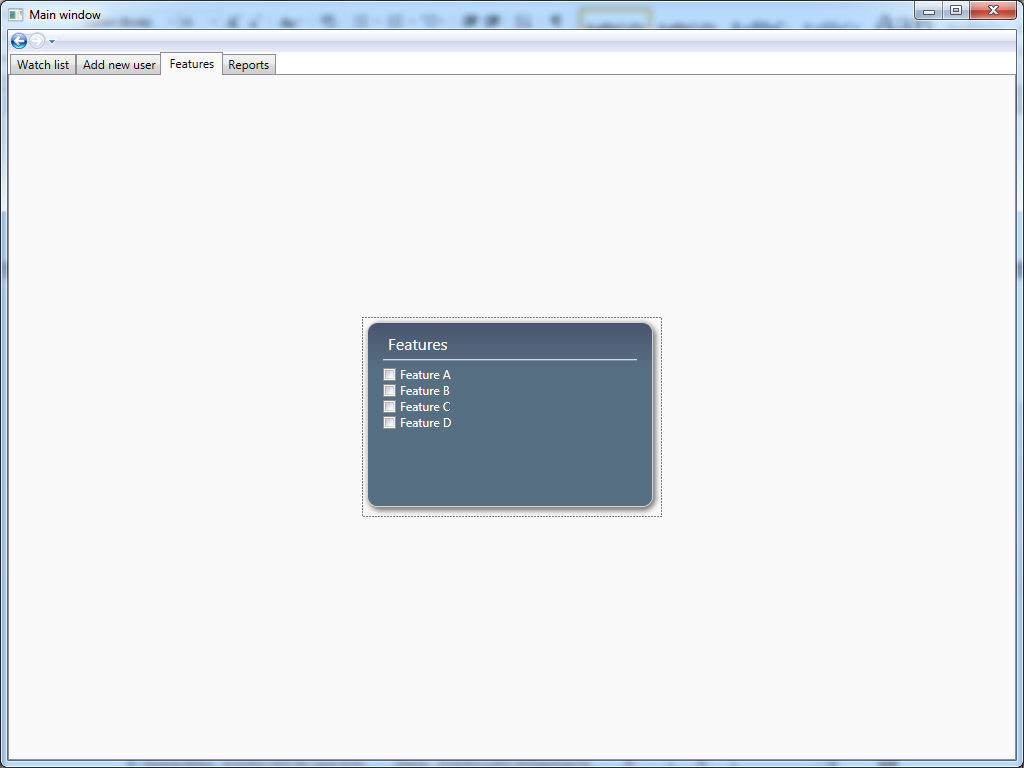 Main window
Watch list Add new user Features Reports
Features
Feature A
Feature B
Feature C
Feature D